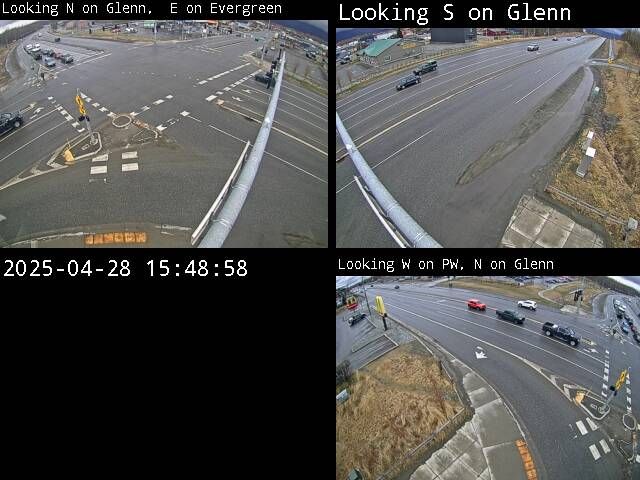 Looking N on Glenn,  E on Evergreen
Looking S on Glenn
2025-04-28 15:48:58
Looking W on PW, N on Glenn